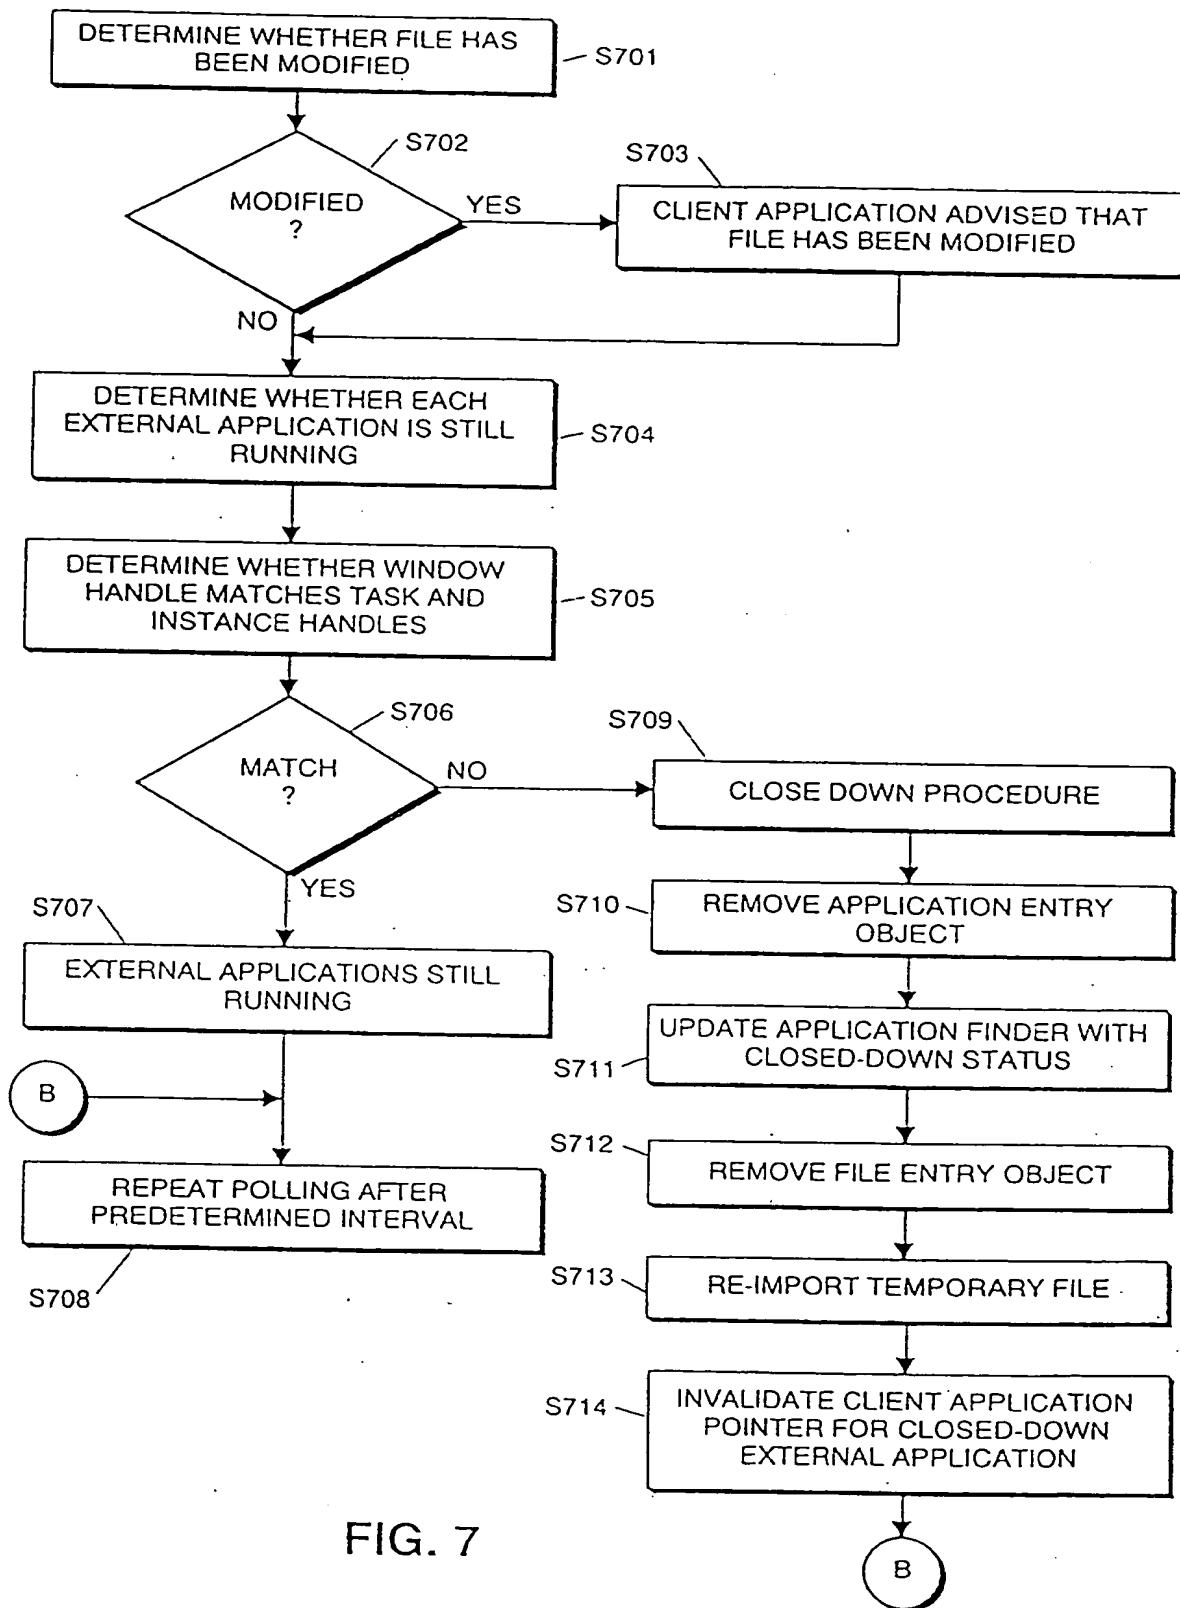 DETERMINE WHETHER FILE HAS
BEEN MODIFIED
S701
S702
MODIFIED
?
YES
NO
S703
CLIENT APPLICATION ADVISED THAT
FILE HAS BEEN MODIFIED
DETERMINE WHETHER EACH
EXTERNAL APPLICATION IS STILL
RUNNING
S704
DETERMINE WHETHER WINDOW
HANDLE MATCHES TASK AND
INSTANCE HANDLES
S705
S706
MATCH
?
NO
YES
S707
EXTERNAL APPLICATIONS STILL
RUNNING
B
REPEAT POLLING AFTER
PREDETERMINED INTERVAL
S708
S709
CLOSE DOWN PROCEDURE
S710
REMOVE APPLICATION ENTRY
OBJECT
S711
UPDATE APPLICATION FINDER WITH
CLOSED-DOWN STATUS
S712
REMOVE FILE ENTRY OBJECT
S713
RE-IMPORT TEMPORARY FILE
S714
INVALIDATE CLIENT APPLICATION
POINTER FOR CLOSED-DOWN
EXTERNAL APPLICATION
B
FIG. 7